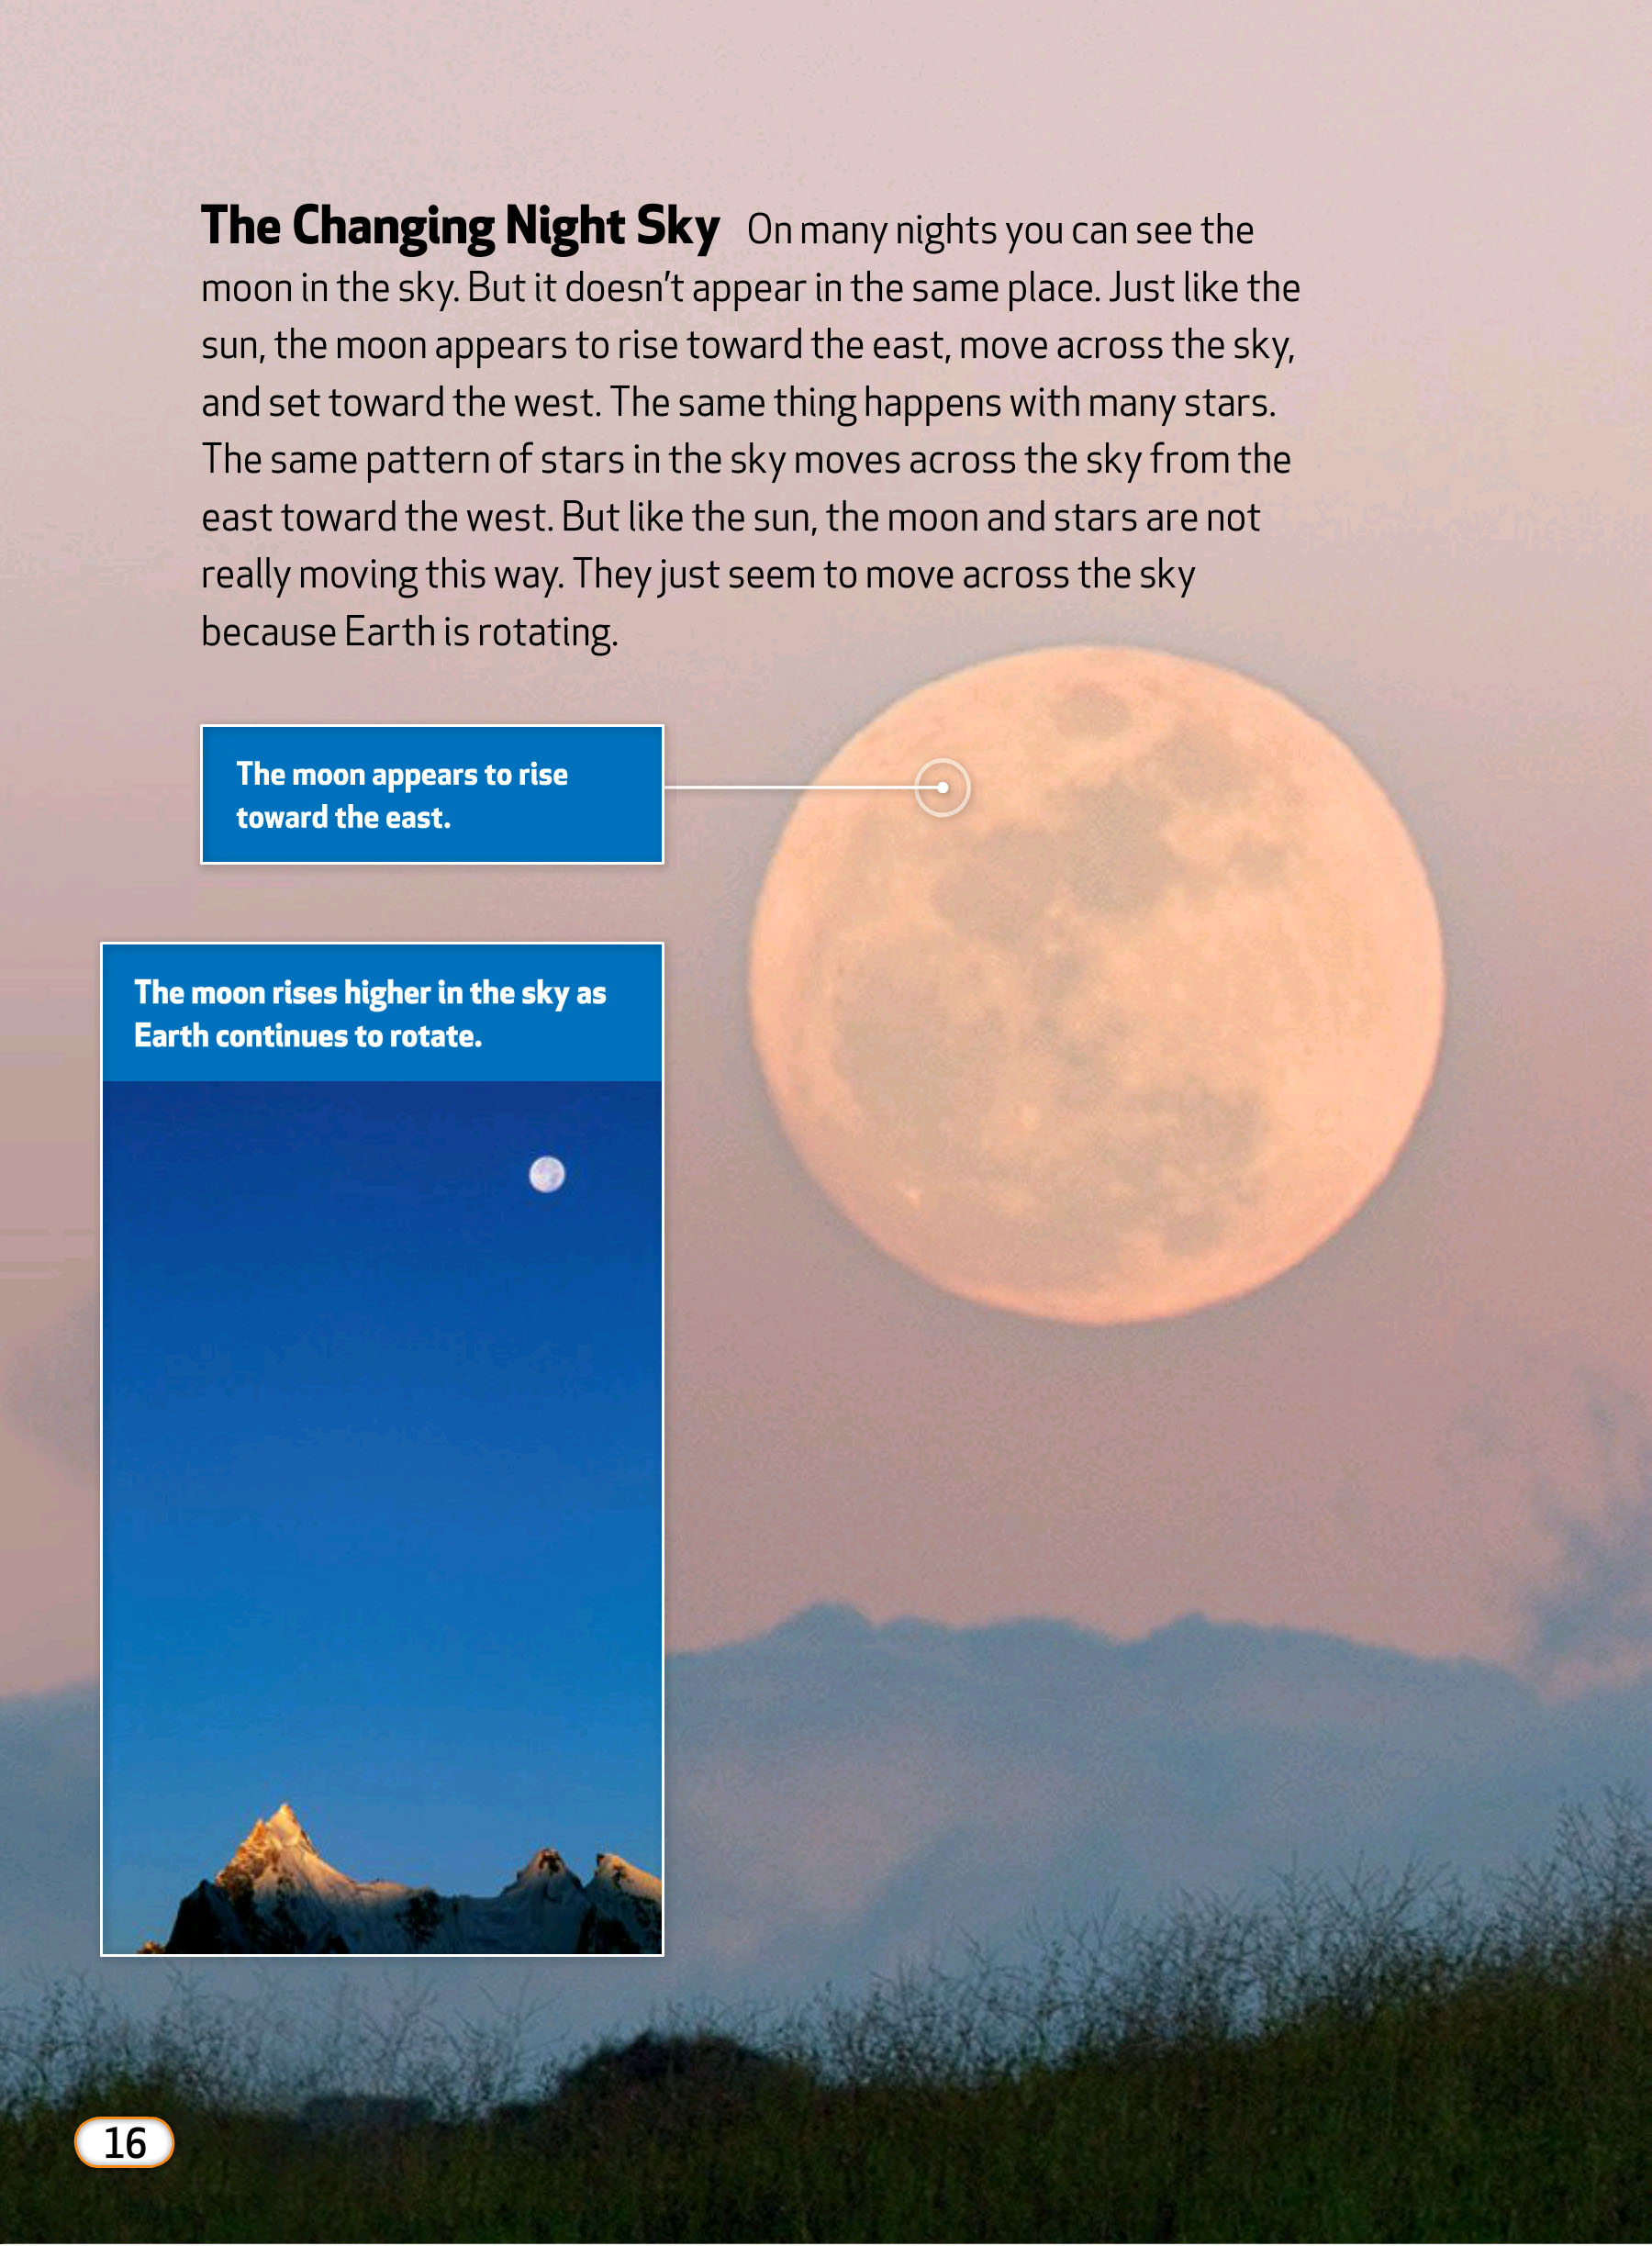 The Changing Night Sky On many nights you can see the
moon in the sky. But it doesn't appear in the same place. Just like the
sun, the moon appears to rise toward the east, move across the sky,
and set toward the west. The same thing happens with many stars.
The same pattern of stars in the sky moves across the sky from the
east toward the west. But like the sun, the moon and stars are not
really moving this way. They just seem to move across the sky
because Earth is rotating.
The moon appears to rise
toward the east.
The moon rises higher in the sky as
Earth continues to rotate.
16